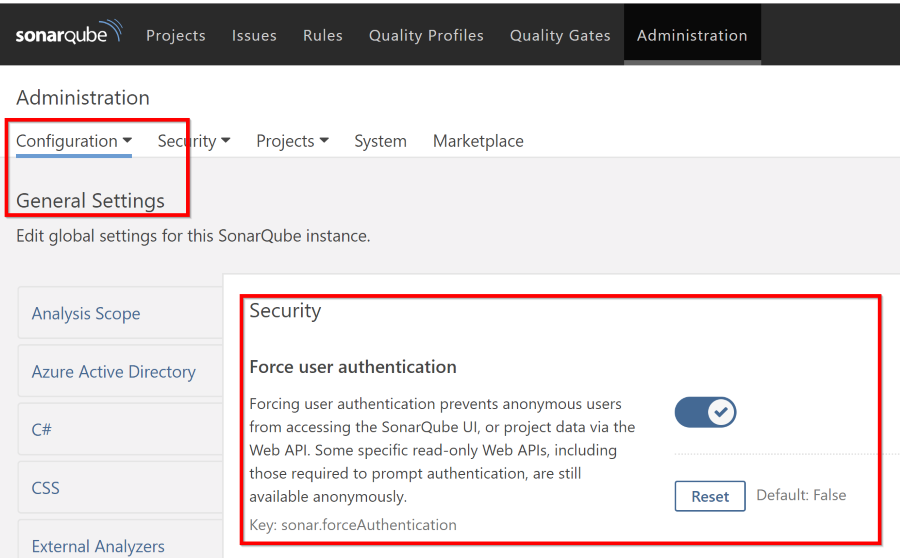 sonarqube Projects Issues Rules Quality Profiles Quality Gates Administration
Administration
Configuration Security Projects System Marketplace
General Settings
Edit global settings for this SonarQube instance.
Analysis Scope
Azure Active Directory
C#
CSS
External Analyzers
Security
Force user authentication
Forcing user authentication prevents anonymous users
from accessing the SonarQube UI, or project data via the
Web API. Some specific read-only Web APIs, including
those required to prompt authentication, are still
available anonymously.
Key: sonar.forceAuthentication
Reset Default: False